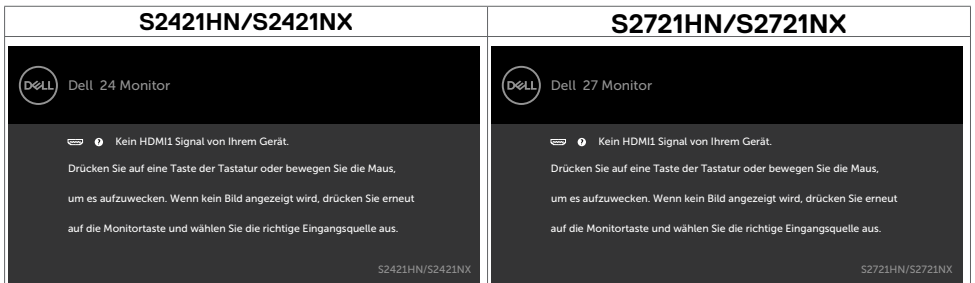 S2421HN/S2421NX
S2721HN/S2721NX
DELL
Dell 24 Monitor
Kein HDMI1 Signal von Ihrem Gerät.
Drücken Sie auf eine Taste der Tastatur oder bewegen Sie die Maus,
um es aufzuwecken. Wenn kein Bild angezeigt wird, drücken Sie erneut
auf die Monitortaste und wählen Sie die richtige Eingangsquelle aus.
S2421HN/S2421NX
DELL
Dell 27 Monitor
Kein HDMI1 Signal von Ihrem Gerät.
Drücken Sie auf eine Taste der Tastatur oder bewegen Sie die Maus,
um es aufzuwecken. Wenn kein Bild angezeigt wird, drücken Sie erneut
auf die Monitortaste und wählen Sie die richtige Eingangsquelle aus.
S2721HN/S2721NX